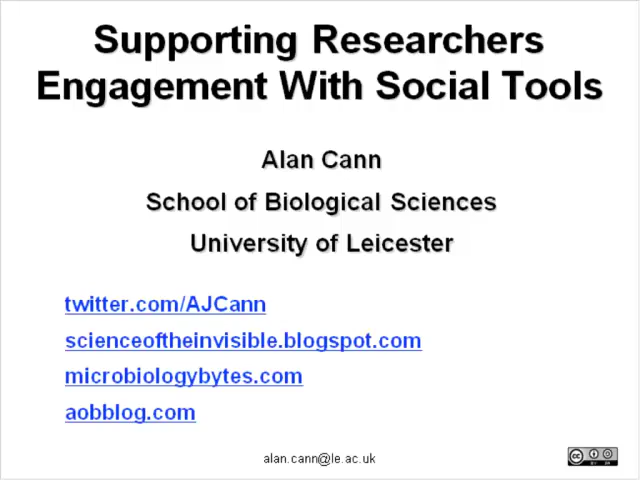 Supporting Researchers
Engagement With Social Tools
Alan Cann
School of Biological Sciences
University of Leicester
twitter.com/AJCann
scienceoftheinvisible.blogspot.com
microbiologybytes.com
aobblog.com
alan.cann@le.ac.uk